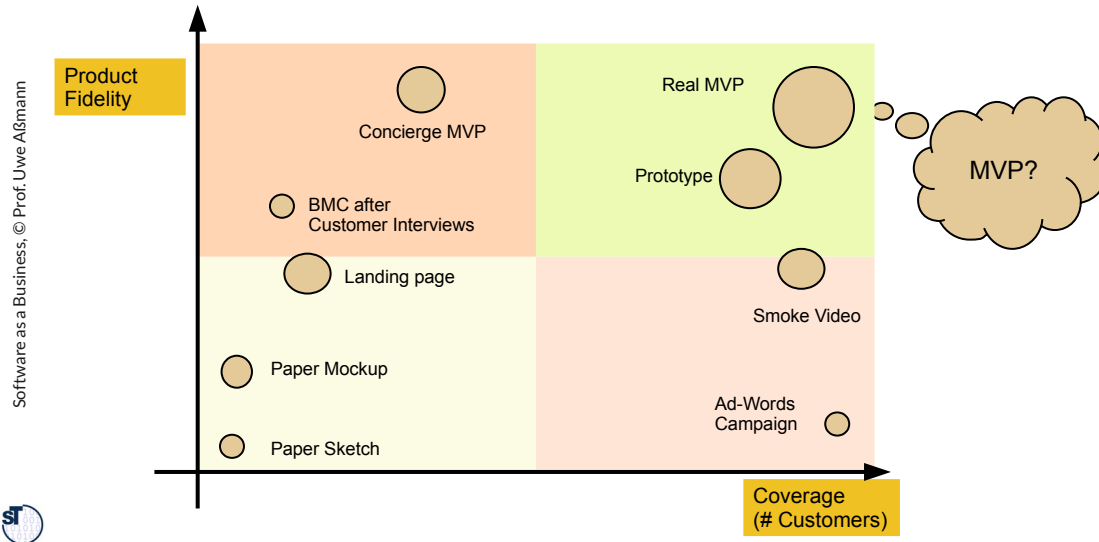 Product
Fidelity
Real MVP
Concierge MVP
MVP?
Prototype
BMC after
Customer Interviews
Landing page
Smoke Video
Paper Mockup
Ad-Words
Campaign
Paper Sketch
Coverage
(# Customers)
Software as a Business, © Prof. Uwe Aßmann
ST